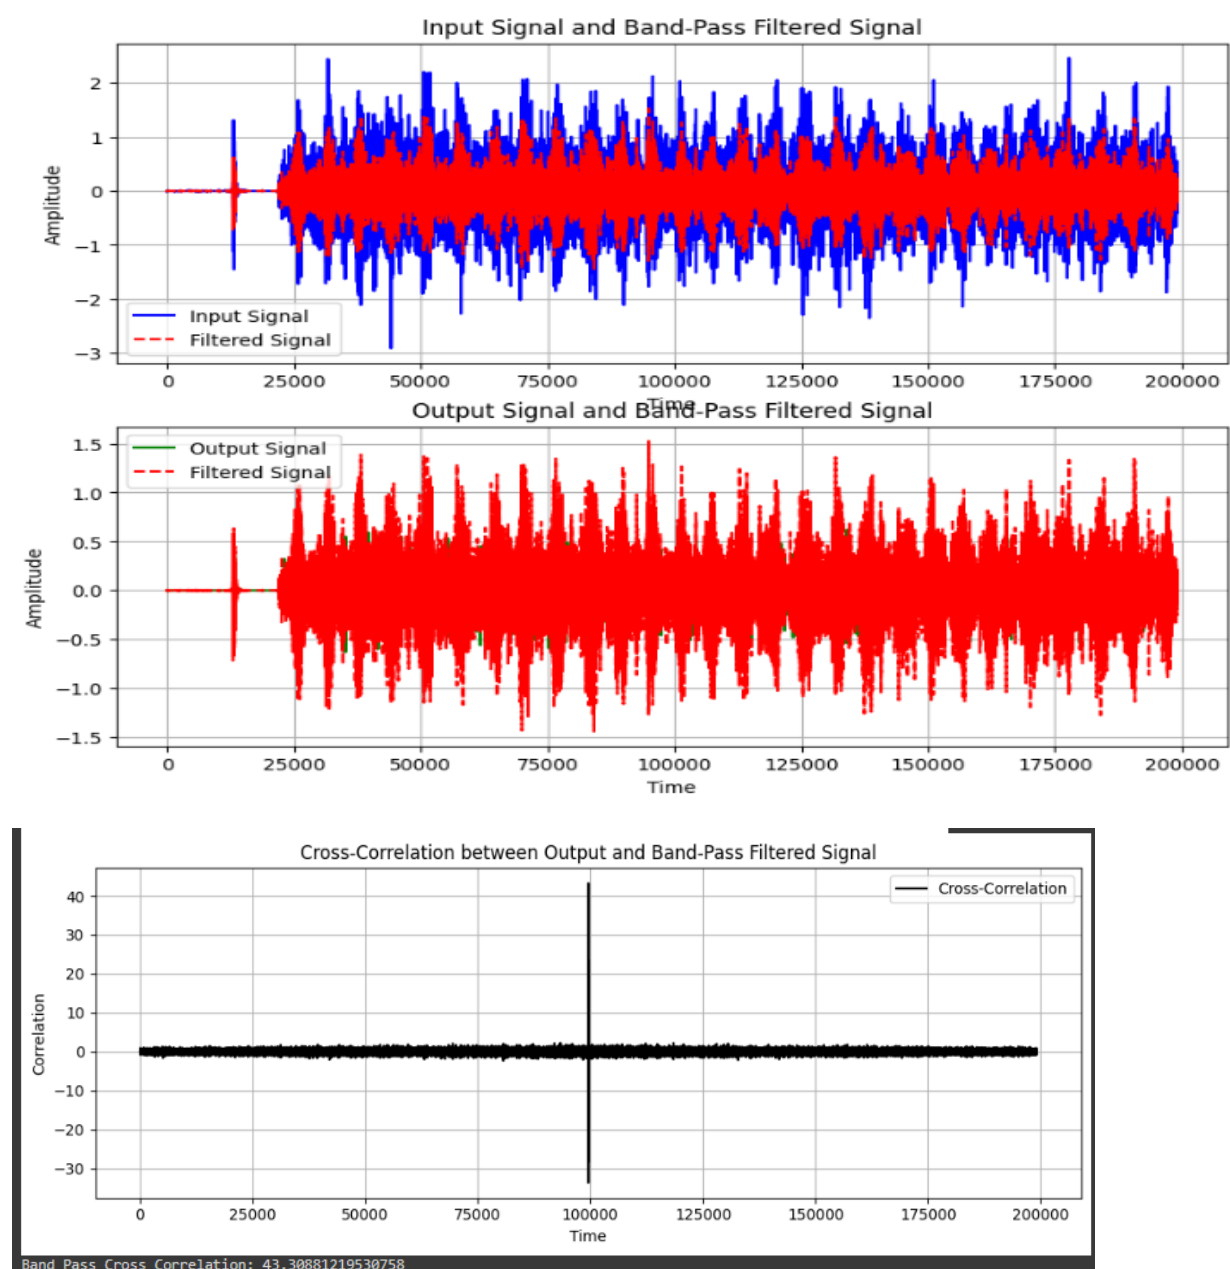 Input Signal and Band-Pass Filtered Signal
2
1
0
−1
−2
−3
Amplitude
Input Signal
Filtered Signal
0 25000 50000 75000 100000 125000 150000 175000 200000
Time
Output Signal and Band-Pass Filtered Signal
1.5
1.0
0.5
0.0
−0.5
−1.0
−1.5
Amplitude
Output Signal
Filtered Signal
0 25000 50000 75000 100000 125000 150000 175000 200000
Time
Cross-Correlation between Output and Band-Pass Filtered Signal
40
30
20
10
0
−10
−20
−30
Correlation
Cross-Correlation
0 25000 50000 75000 100000 125000 150000 175000 200000
Time
Band Pass Cross Correlation: 43.30881219530758